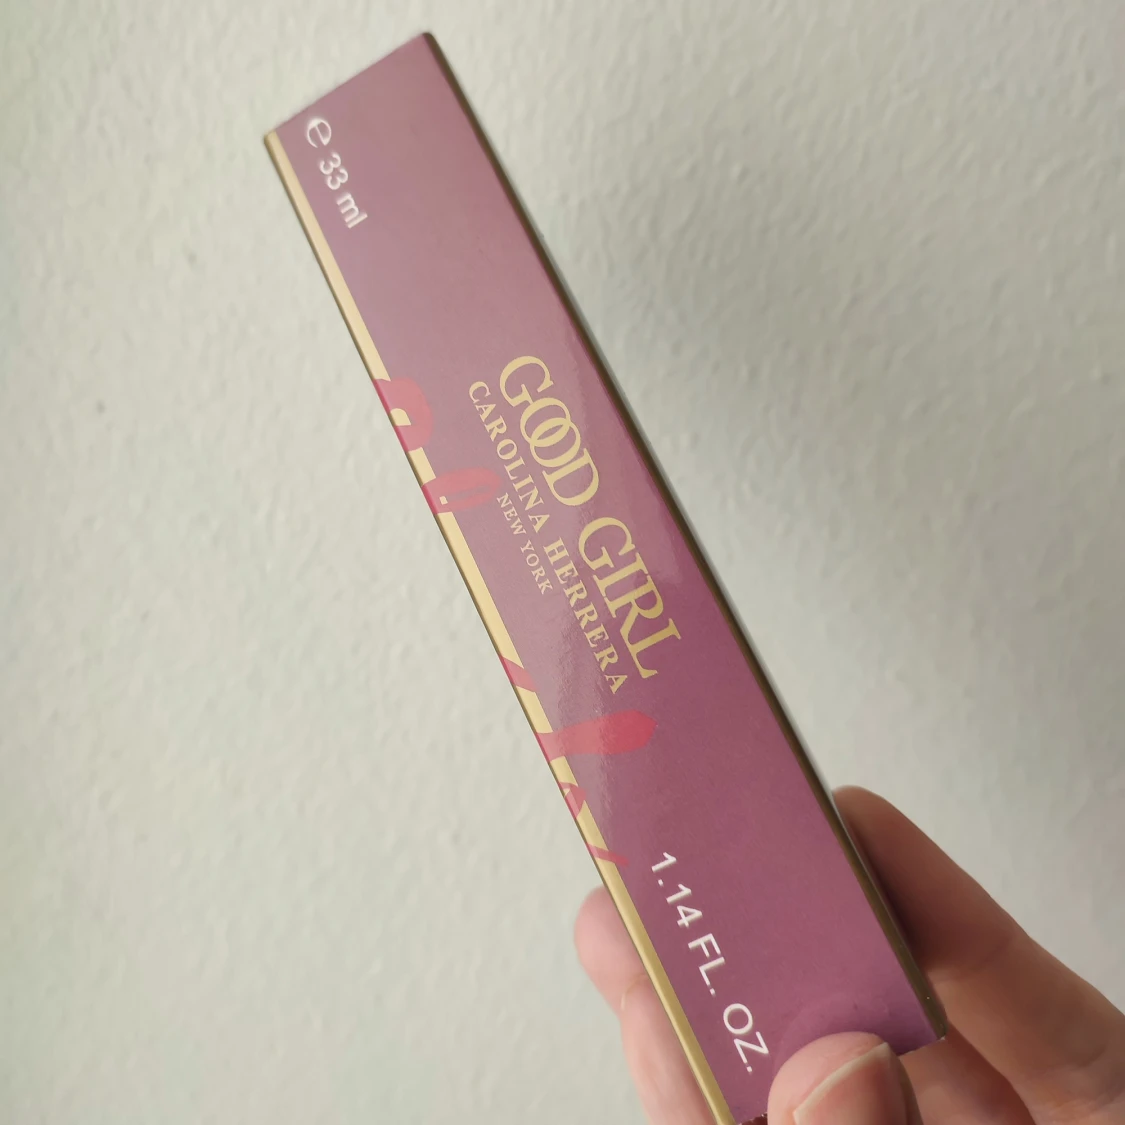 ℮ 33 ml
GOOD GIRL
CAROLINA HERRERA
NEW YORK
1.14 FL. OZ.